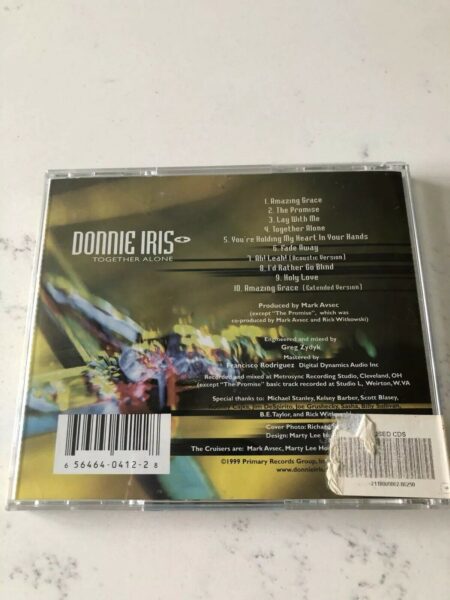 DONNIE IRIS
TOGETHER ALONE
1. Amazing Grace
2. The Promise
3. Lay With Me
4. Together Alone
5. You're Holding My Heart In Your Hands
6. Fade Away
7. Ah! Leah! (Acoustic Version)
8. I'd Rather Go Blind
9. Holy Love
10. Amazing Grace (Extended Version)
Produced by Mark Avsec
(except "The Promise", which was
co-produced by Mark Avsec and Rick Witkowski)
Engineered and mixed by
Greg Zydyk
Mastered by
Francisco Rodriguez Digital Dynamics Audio Inc
Recorded and mixed at Metrosync Recording Studio, Cleveland, OH
(except "The Promise" basic track recorded at Studio L, Weirton, W.VA
Special thanks to: Michael Stanley, Kelsey Barber, Scott Blasey,
B.E. Taylor, and Rick Witkowski
Cover Photo: Richard
Design: Marty Lee Ho
The Cruisers are: Mark Avsec, Marty Lee Ho
©1999 Primary Records Group, In
www.donnieiris
6 56464-0412-2 8
USED CDS